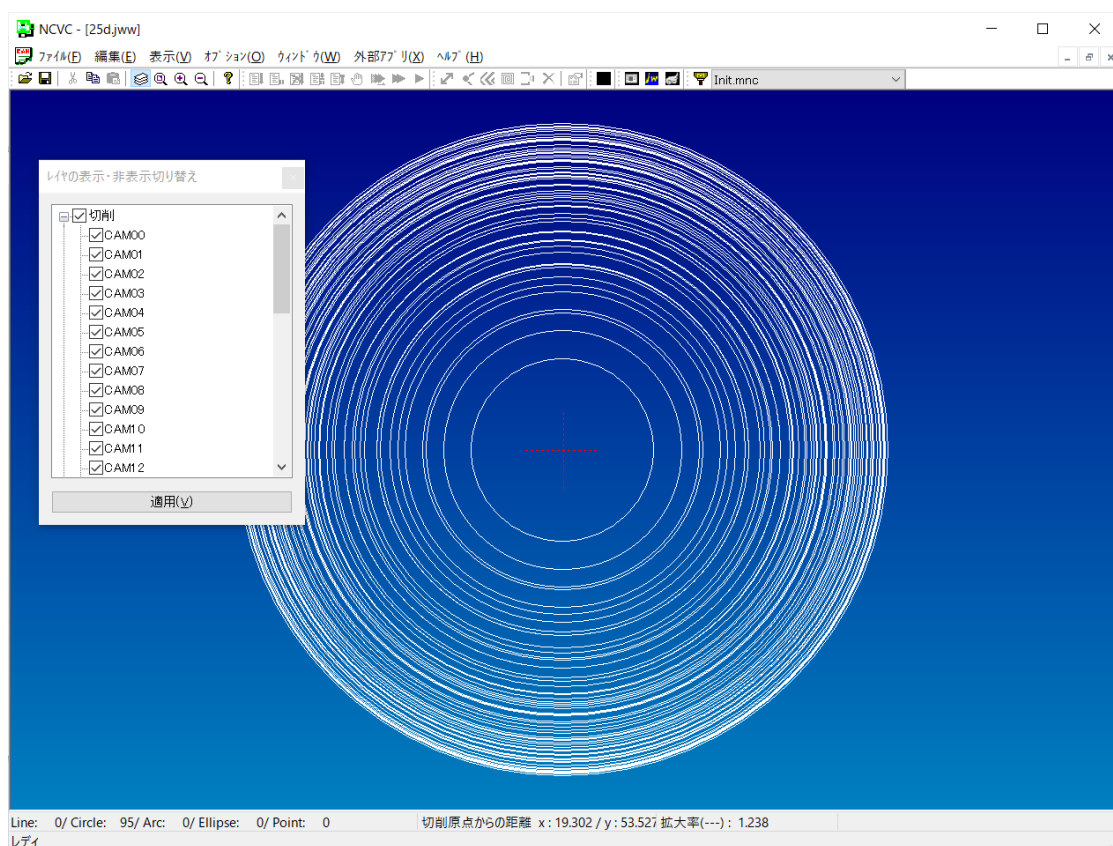 NCVC - [25d.jww]
ﾌｧｲﾙ(F) 編集(E) 表示(V) ｵﾌﾟｼｮﾝ(O) ｳｨﾝﾄﾞｳ(W) 外部ｱﾌﾟﾘ(X) ﾍﾙﾌﾟ(H)
Init.mnc
ﾚｲﾔの表示・非表示切り替え
切削
CAM00
CAM01
CAM02
CAM03
CAM04
CAM05
CAM06
CAM07
CAM08
CAM09
CAM10
CAM11
CAM12
適用(V)
Line: 0/ Circle: 95/ Arc: 0/ Ellipse: 0/ Point: 0 切削原点からの距離 x : 19.302 / y : 53.527 拡大率(---) : 1.238
レディ